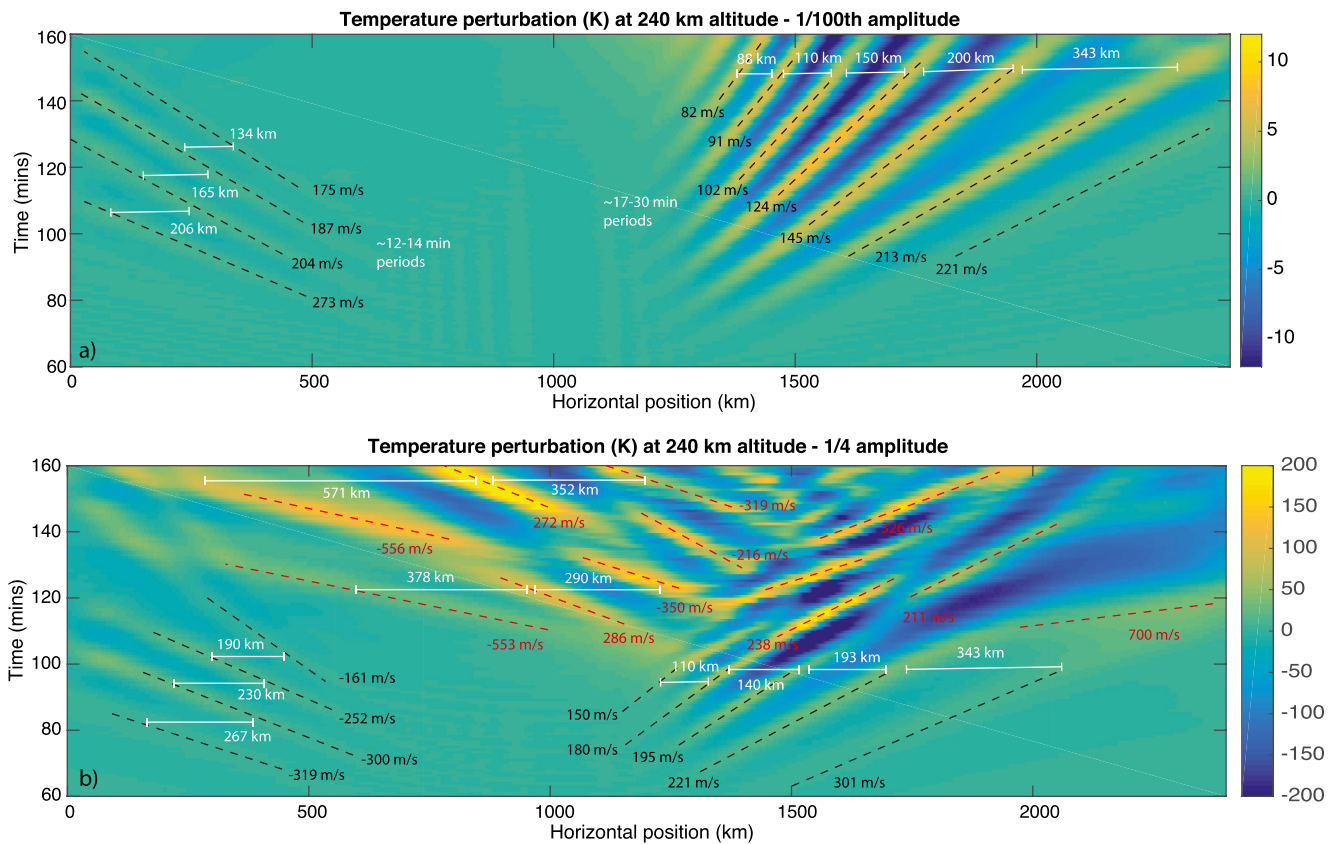 Temperature perturbation (K) at 240 km altitude - 1/100th amplitude
160
140
120
100
80
60
Time (mins)
0
500
1000
1500
2000
Horizontal position (km)
a)
134 km
165 km
206 km
175 m/s
187 m/s
204 m/s
273 m/s
~12-14 min
periods
~17-30 min
periods
88 km
110 km
150 km
200 km
343 km
82 m/s
91 m/s
102 m/s
124 m/s
145 m/s
213 m/s
221 m/s
10
5
0
-5
-10
Temperature perturbation (K) at 240 km altitude - 1/4 amplitude
160
140
120
100
80
60
Time (mins)
0
500
1000
1500
2000
Horizontal position (km)
b)
571 km
352 km
272 m/s
-319 m/s
326 m/s
-556 m/s
-216 m/s
378 km
290 km
-350 m/s
211 m/s
-553 m/s
286 m/s
238 m/s
700 m/s
190 km
230 km
267 km
-161 m/s
-252 m/s
-300 m/s
-319 m/s
110 km
140 km
193 km
343 km
150 m/s
180 m/s
195 m/s
221 m/s
301 m/s
200
150
100
50
0
-50
-100
-150
-200